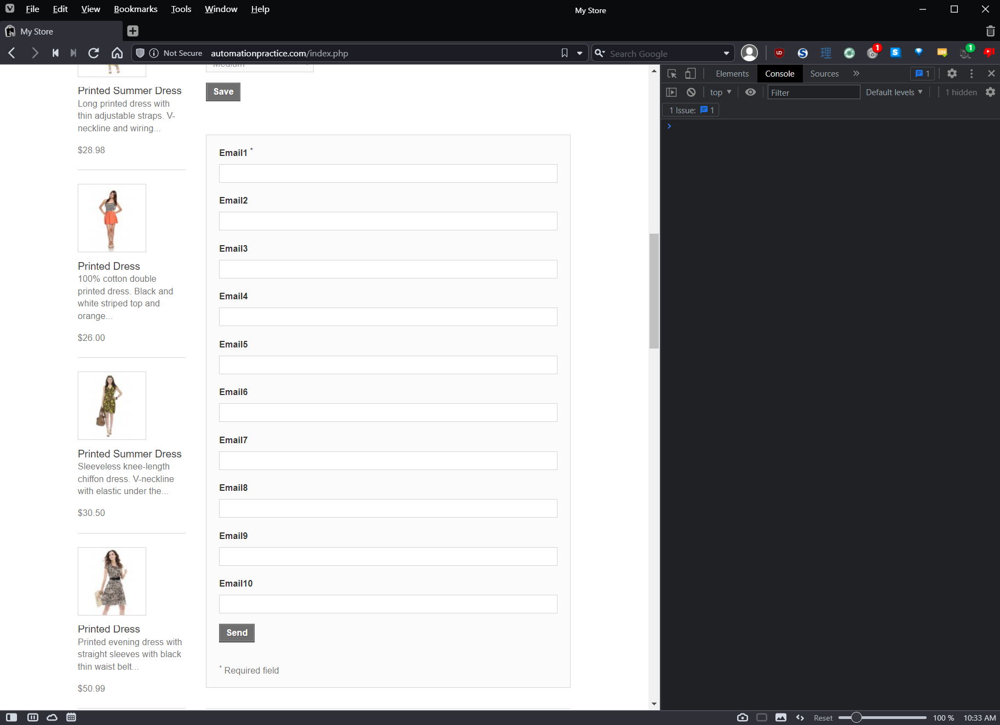 File Edit View Bookmarks Tools Window Help
My Store
My Store
Not Secure automationpractice.com/index.php
Search Google
1
1
Elements Console Sources
1
top
Filter
Default levels
1 hidden
1 Issue: 1
Medium
Save
Printed Summer Dress
Long printed dress with
thin adjustable straps. V-
neckline and wiring...
$28.98
Printed Dress
100% cotton double
printed dress. Black and
white striped top and
orange...
$26.00
Printed Summer Dress
Sleeveless knee-length
chiffon dress. V-neckline
with elastic under the...
$30.50
Printed Dress
Printed evening dress with
straight sleeves with black
thin waist belt...
$50.99
Email1 *
Email2
Email3
Email4
Email5
Email6
Email7
Email8
Email9
Email10
Send
* Required field
Reset
100 %
10:33 AM